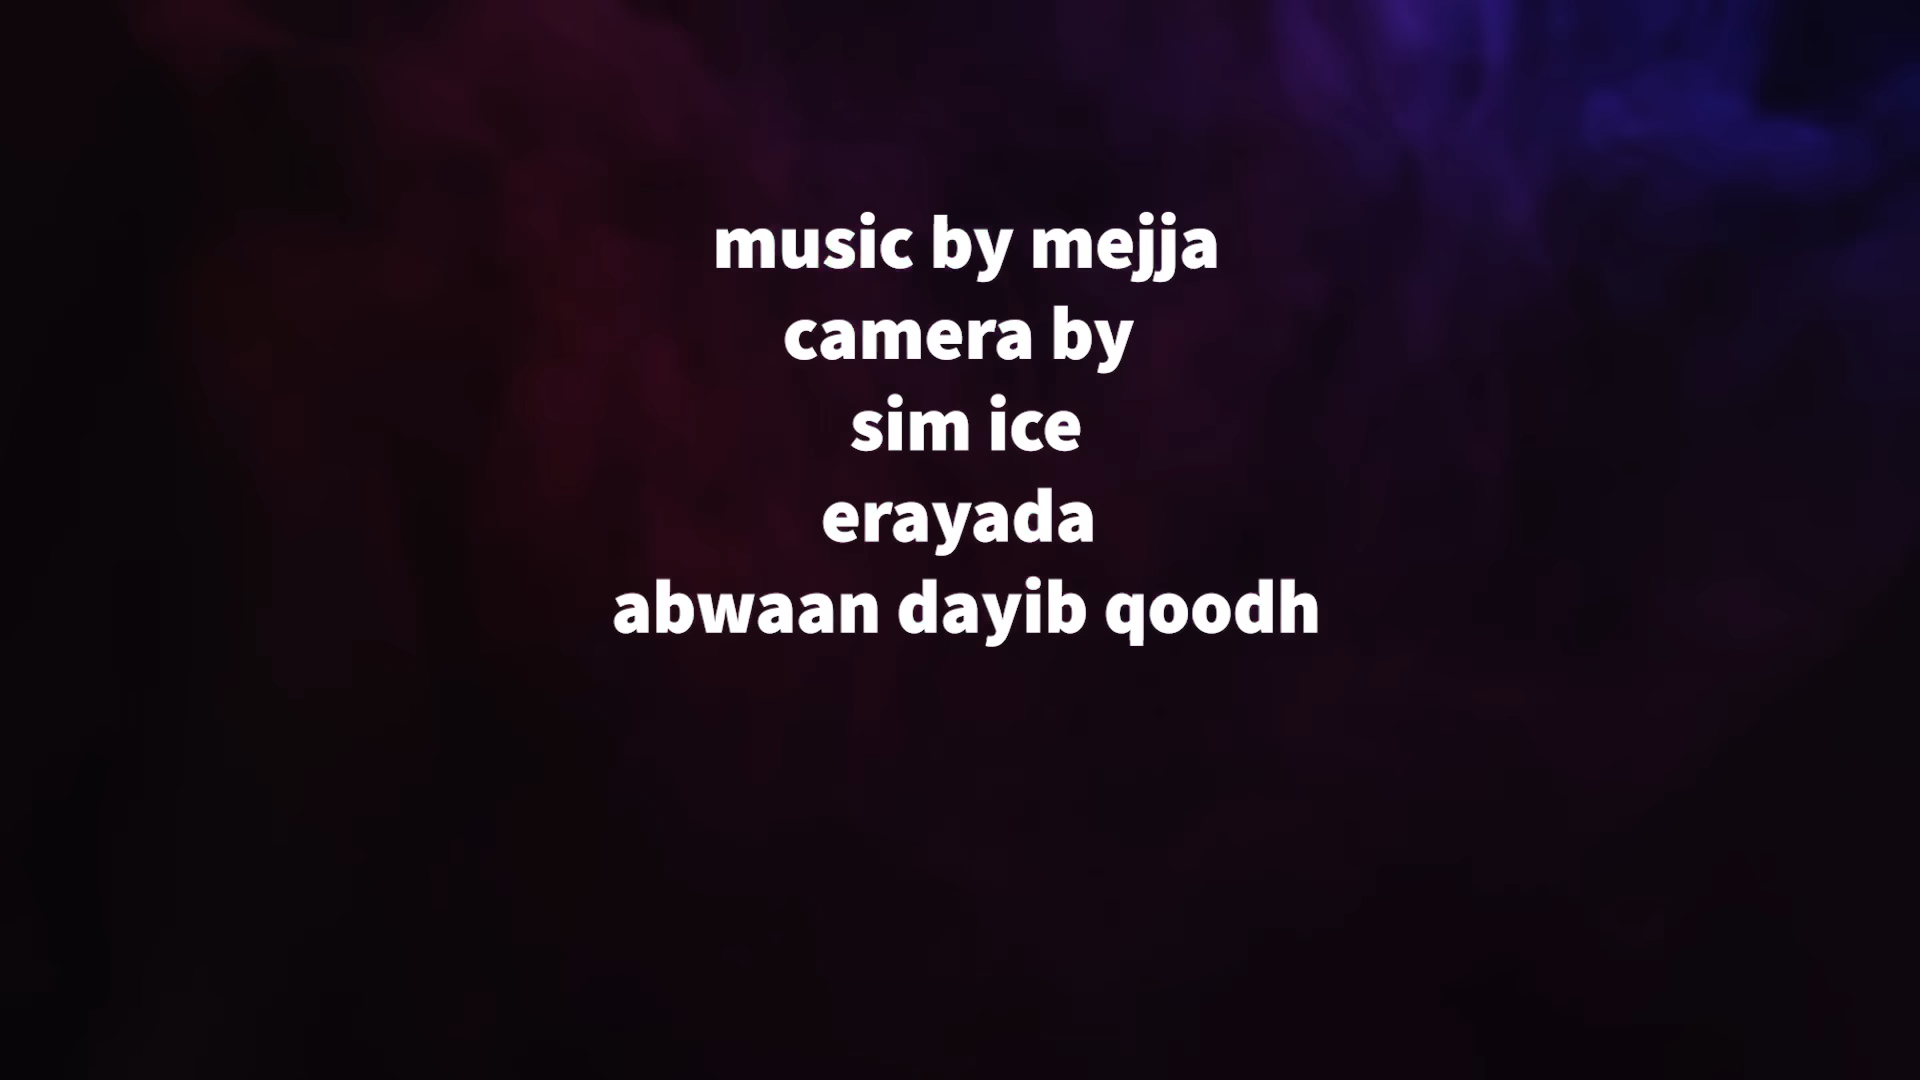 music by mejja
camera by
sim ice
erayada
abwaan dayib qoodh